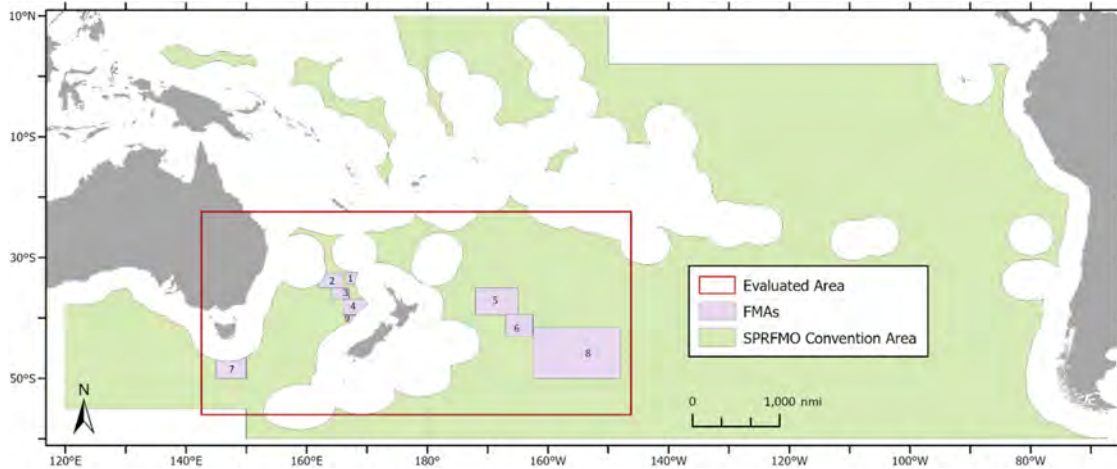 10°N
10°S
30°S
50°S
1
2
3
4
9
5
6
7
8
Evaluated Area
FMAs
SPRFMO Convention Area
N
0 1,000 nmi
120°E 140°E 160°E 180° 160°W 140°W 120°W 100°W 80°W